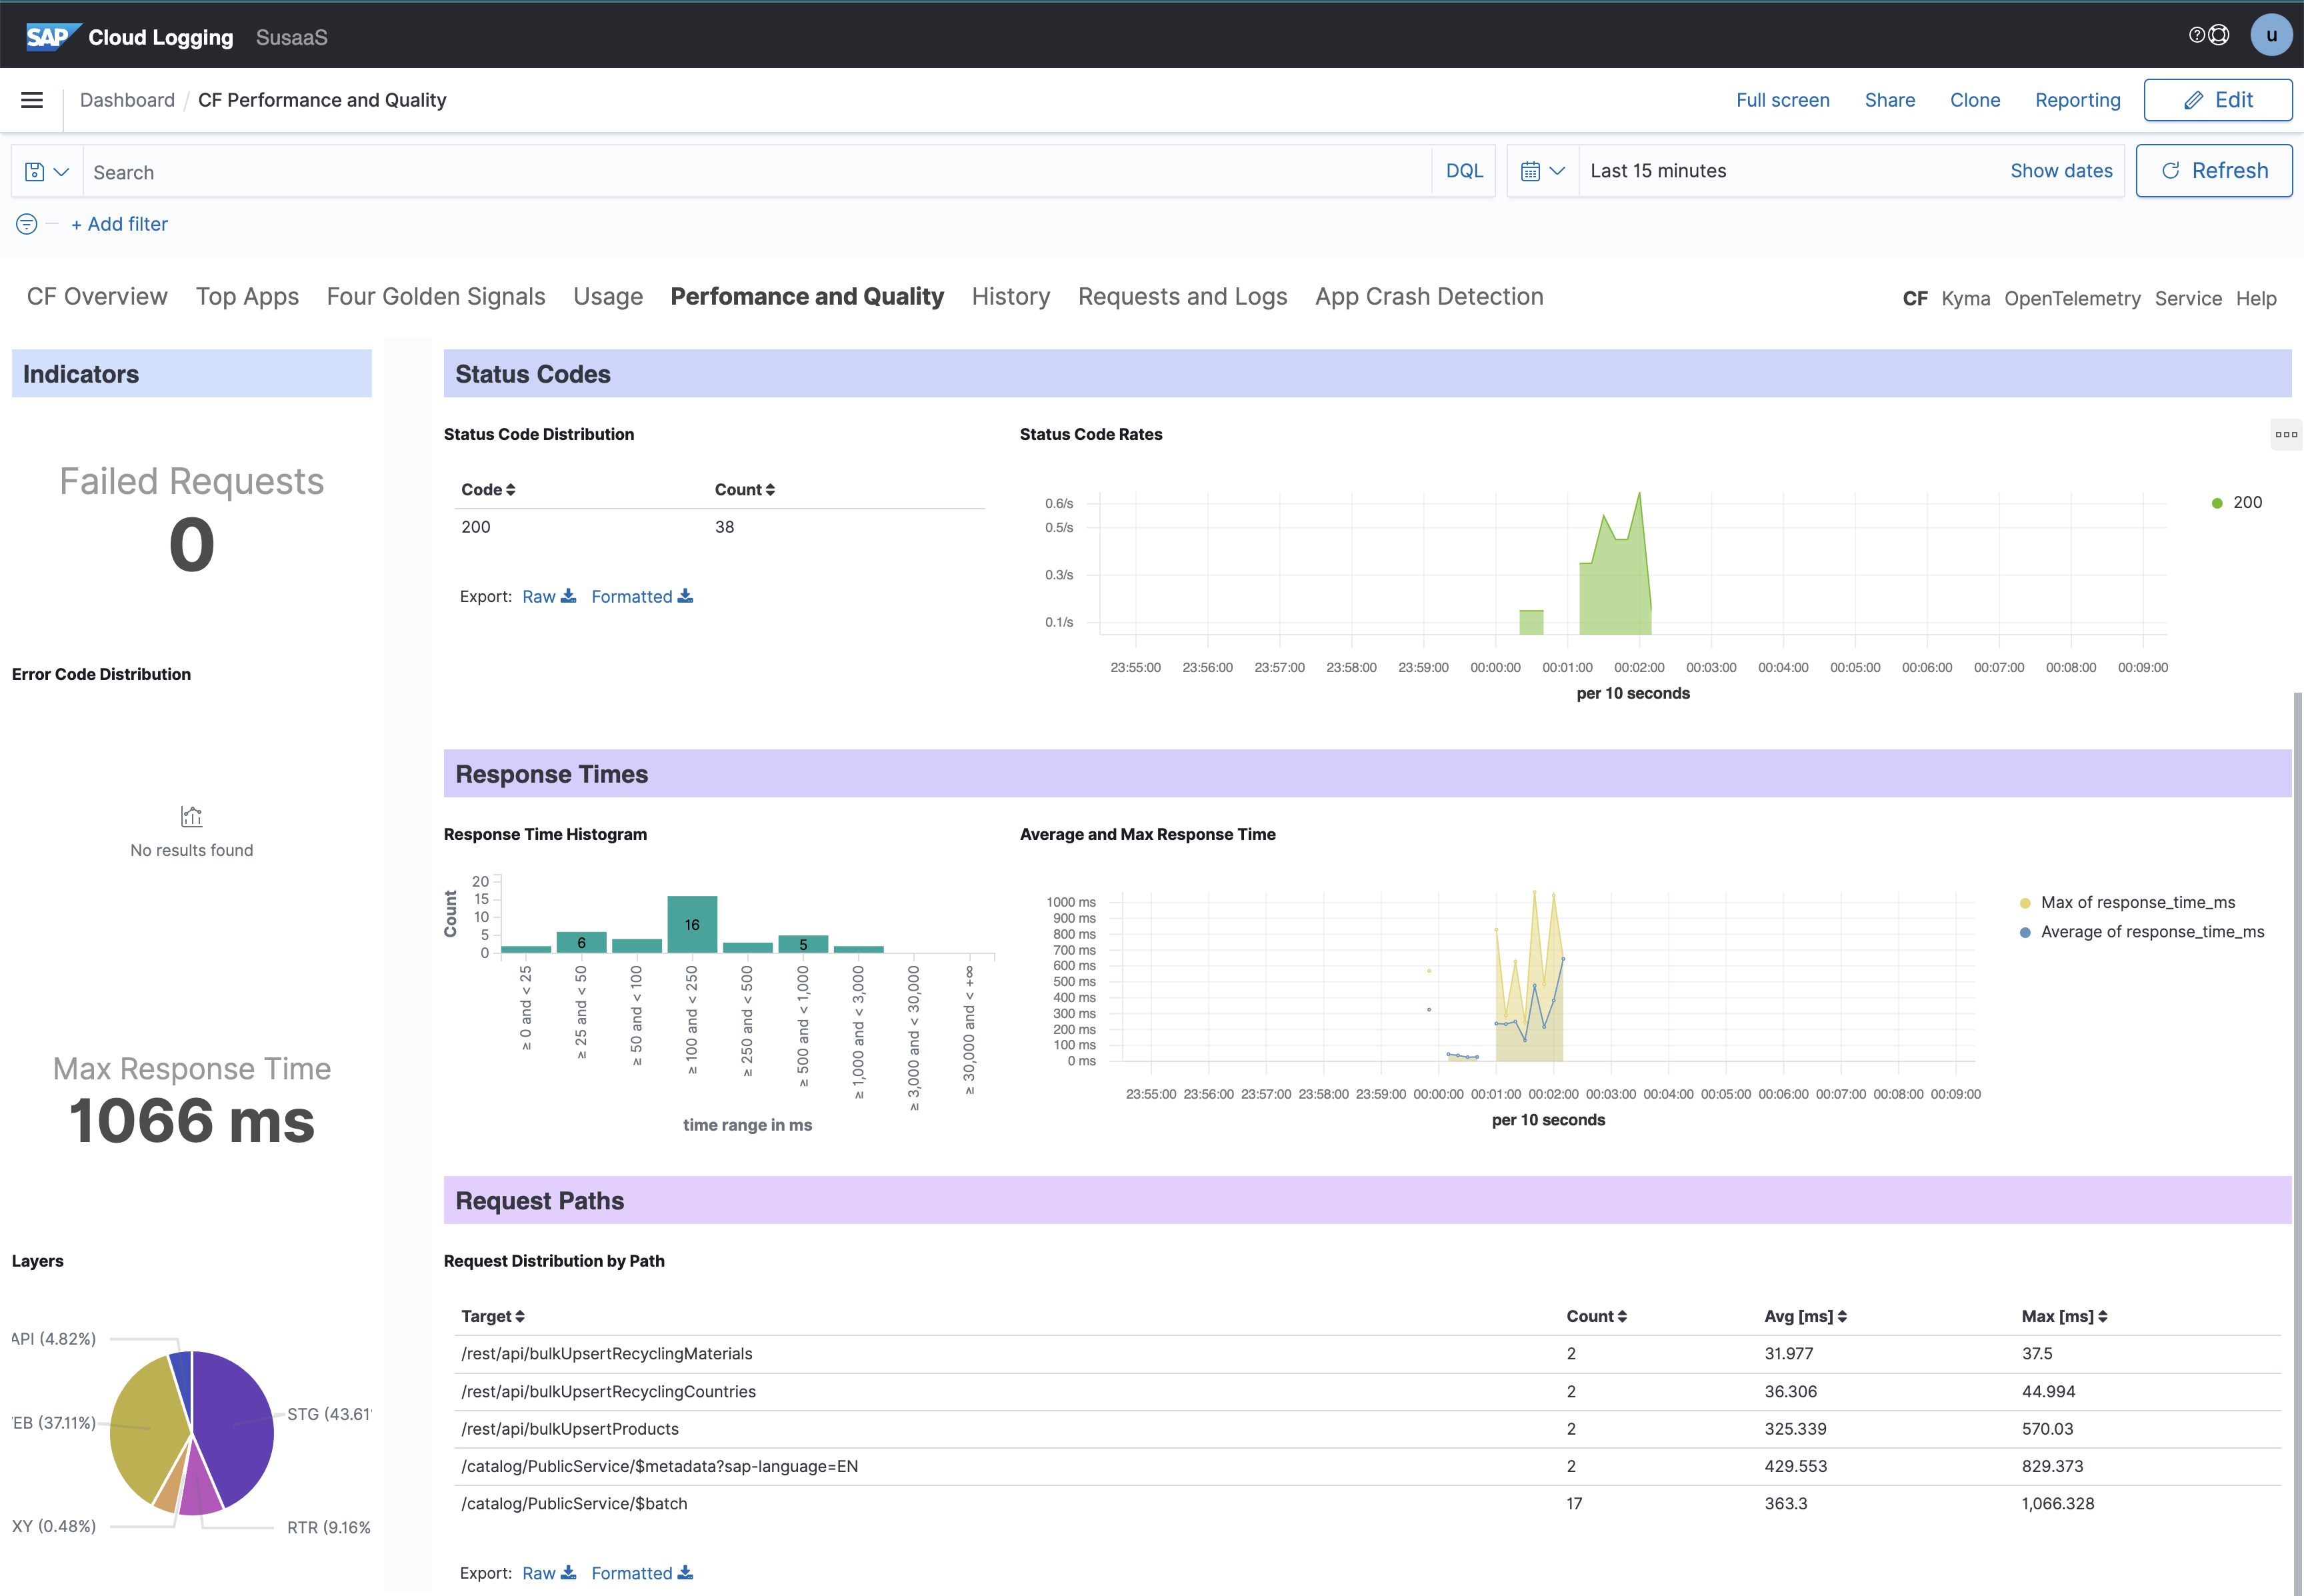 SAP Cloud Logging SusaaS
u
Dashboard / CF Performance and Quality
Full screen Share Clone Reporting Edit
Search DQL Last 15 minutes Show dates Refresh
+ Add filter
CF Overview Top Apps Four Golden Signals Usage Perfomance and Quality History Requests and Logs App Crash Detection
CF Kyma OpenTelemetry Service Help
Indicators
Failed Requests
0
Error Code Distribution
No results found
Max Response Time
1066 ms
Layers
API (4.82%)
EB (37.11%)
STG (43.61
XY (0.48%)
RTR (9.16%
Status Codes
Status Code Distribution
Code Count
200 38
Export: Raw Formatted
Status Code Rates
0.6/s
0.5/s
0.3/s
0.1/s
200
23:55:00 23:56:00 23:57:00 23:58:00 23:59:00 00:00:00 00:01:00 00:02:00 00:03:00 00:04:00 00:05:00 00:06:00 00:07:00 00:08:00 00:09:00
per 10 seconds
Response Times
Response Time Histogram
Count
20
15
10
5
0
6
16
5
≥ 0 and < 25
≥ 25 and < 50
≥ 50 and < 100
≥ 100 and < 250
≥ 250 and < 500
≥ 500 and < 1,000
≥ 1,000 and < 3,000
≥ 3,000 and < 30,000
≥ 30,000 and < +∞
time range in ms
Average and Max Response Time
1000 ms
900 ms
800 ms
700 ms
600 ms
500 ms
400 ms
300 ms
200 ms
100 ms
0 ms
Max of response_time_ms
Average of response_time_ms
23:55:00 23:56:00 23:57:00 23:58:00 23:59:00 00:00:00 00:01:00 00:02:00 00:03:00 00:04:00 00:05:00 00:06:00 00:07:00 00:08:00 00:09:00
per 10 seconds
Request Paths
Request Distribution by Path
Target Count Avg [ms] Max [ms]
/rest/api/bulkUpsertRecyclingMaterials 2 31.977 37.5
/rest/api/bulkUpsertRecyclingCountries 2 36.306 44.994
/rest/api/bulkUpsertProducts 2 325.339 570.03
/catalog/PublicService/$metadata?sap-language=EN 2 429.553 829.373
/catalog/PublicService/$batch 17 363.3 1,066.328
Export: Raw Formatted